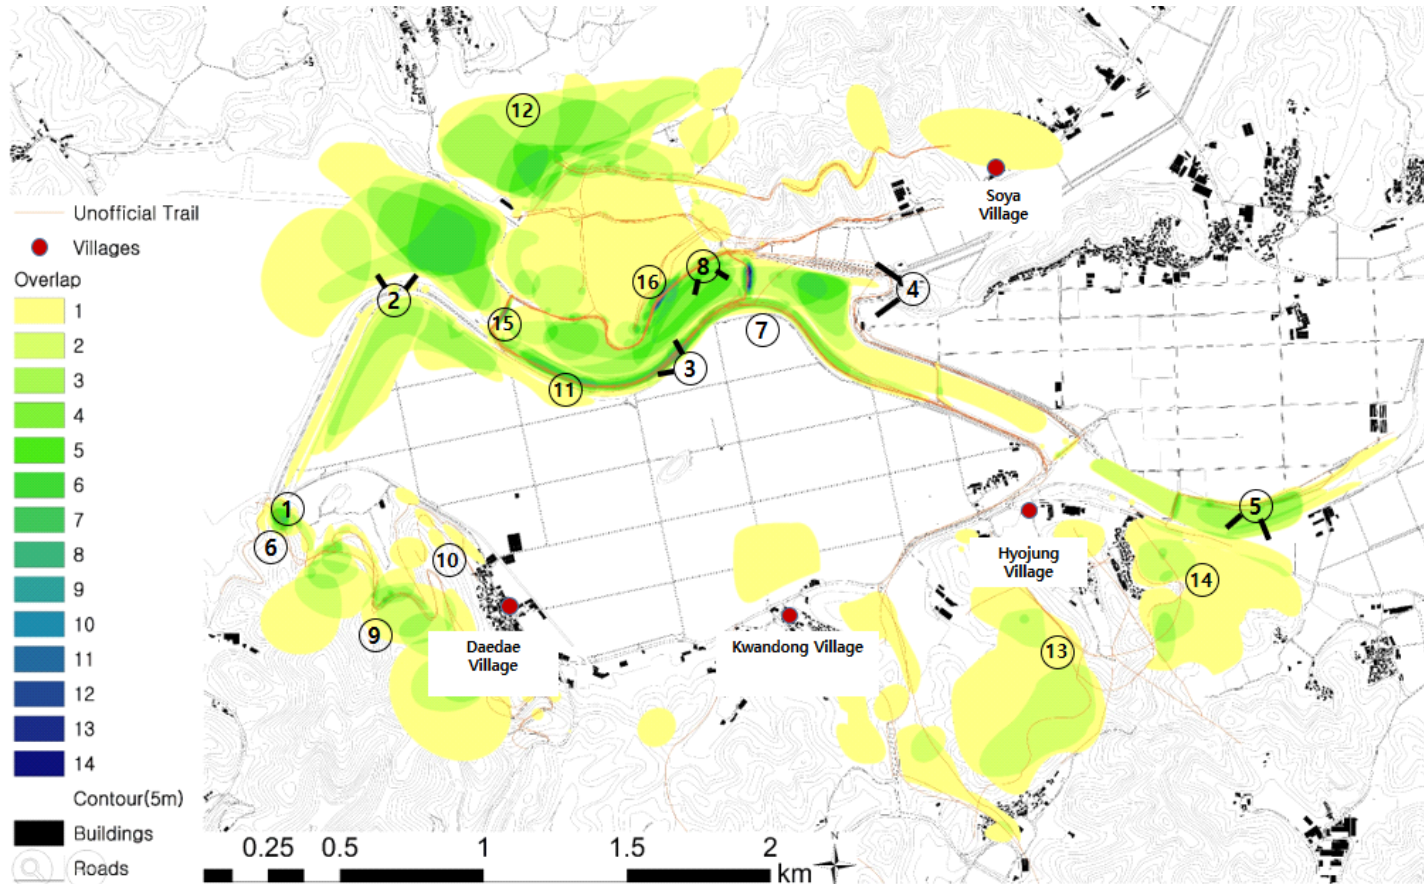 12
Soya
Village
Unofficial Trail
Villages
Overlap
1
2
3
4
5
6
7
8
9
10
11
12
13
14
Contour(5m)
Buildings
Roads
8
16
4
2
15
7
3
11
1
5
6
10
Hyojung
Village
14
9
Daedae
Village
Kwandong Village
13
N
0.25 0.5 1 1.5 2
km